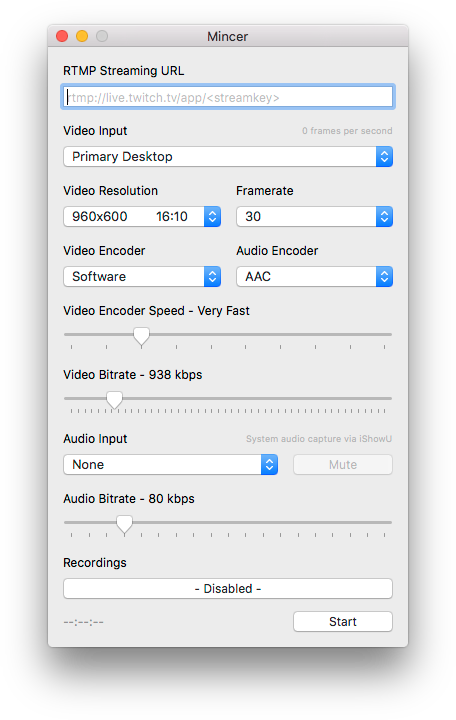 Mincer
RTMP Streaming URL
rtmp://live.twitch.tv/app/<streamkey>
Video Input 0 frames per second
Primary Desktop
Video Resolution Framerate
960x600 16:10 30
Video Encoder Audio Encoder
Software AAC
Video Encoder Speed - Very Fast
Video Bitrate - 938 kbps
Audio Input System audio capture via iShowU
None Mute
Audio Bitrate - 80 kbps
Recordings
- Disabled -
--:--:-- Start